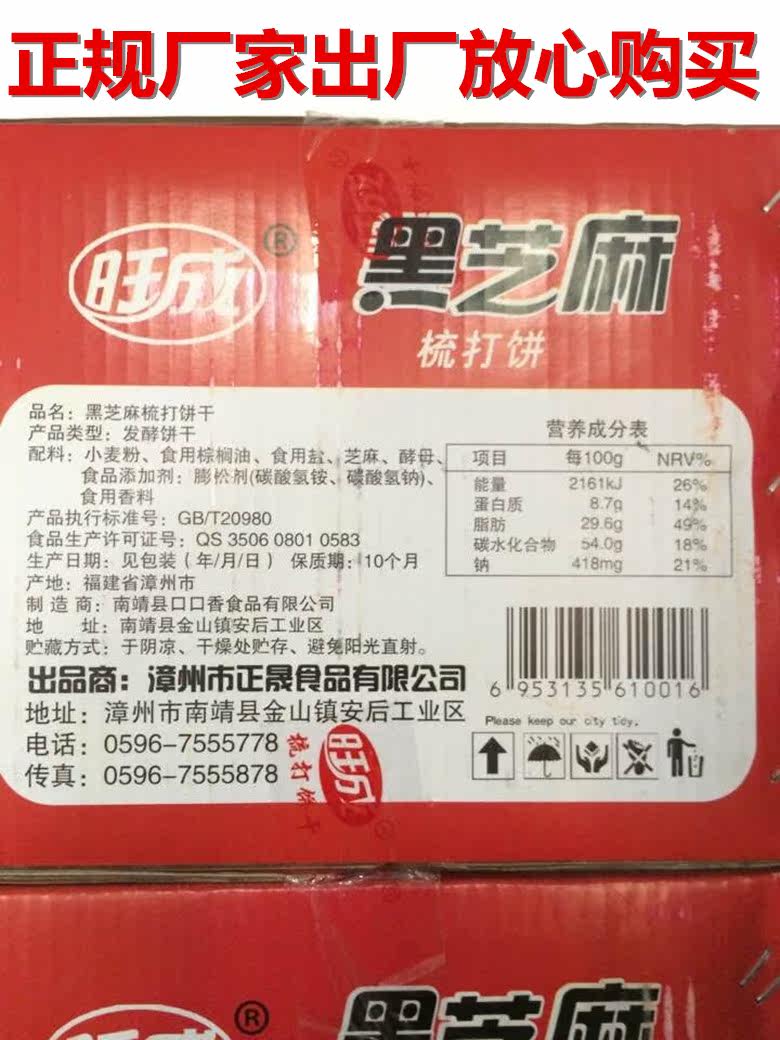 正规厂家出厂放心购买
旺成®
黑芝麻
梳打饼
品名：黑芝麻梳打饼干
产品类型：发酵饼干
配料：小麦粉、食用棕榈油、食用盐、芝麻、酵母、
食品添加剂：膨松剂(碳酸氢铵、碳酸氢钠)、
食用香料
产品执行标准号：GB/T20980
食品生产许可证号：QS 3506 0801 0583
生产日期：见包装（年/月/日） 保质期：10个月
产地：福建省漳州市
制造商：南靖县口口香食品有限公司
地 址：南靖县金山镇安后工业区
贮藏方式：于阴凉、干燥处贮存、避免阳光直射。
出品商：漳州市正晟食品有限公司
地址：漳州市南靖县金山镇安后工业区
电话：0596-7555778
传真：0596-7555878
营养成分表
项目 每100g NRV%
能量 2161kJ 26%
蛋白质 8.7g 14%
脂肪 29.6g 49%
碳水化合物 54.0g 18%
钠 418mg 21%
6 953135 610016
Please keep our city tidy.
梳打饼干
旺成
旺成®
黑芝麻